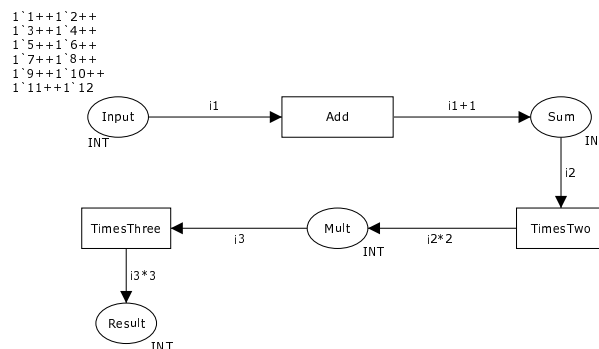 1`1++1`2++
1`3++1`4++
1`5++1`6++
1`7++1`8++
1`9++1`10++
1`11++1`12
Input
i1
Add
i1+1
Sum
INT
IN
i2
TimesThree
i3
Mult
i2*2
TimesTwo
INT
i3*3
Result
INT